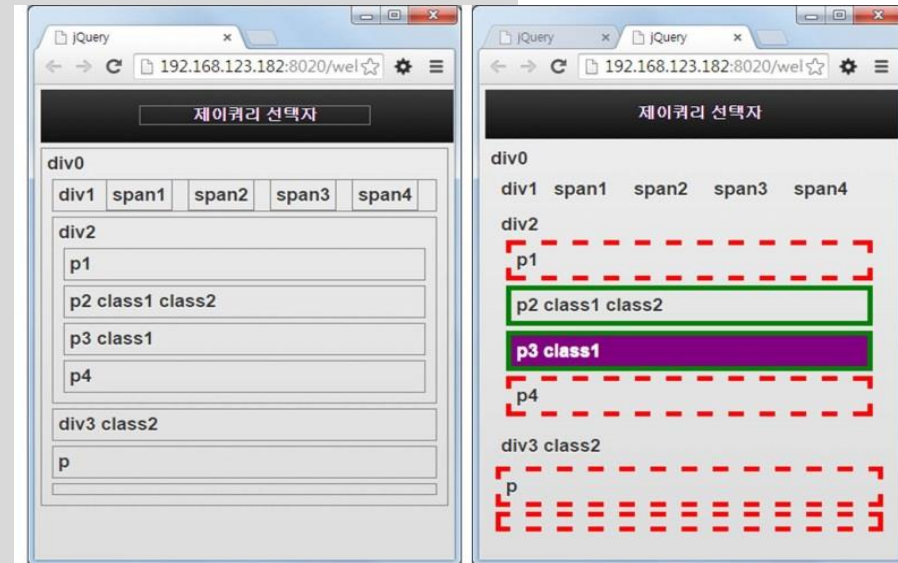 jQuery
192.168.123.182:8020/wel
제이쿼리 선택자
div0
div1 span1 span2 span3 span4
div2
p1
p2 class1 class2
p3 class1
p4
div3 class2
p
jQuery jQuery
192.168.123.182:8020/wel
제이쿼리 선택자
div0
div1 span1 span2 span3 span4
div2
p1
p2 class1 class2
p3 class1
p4
div3 class2
p